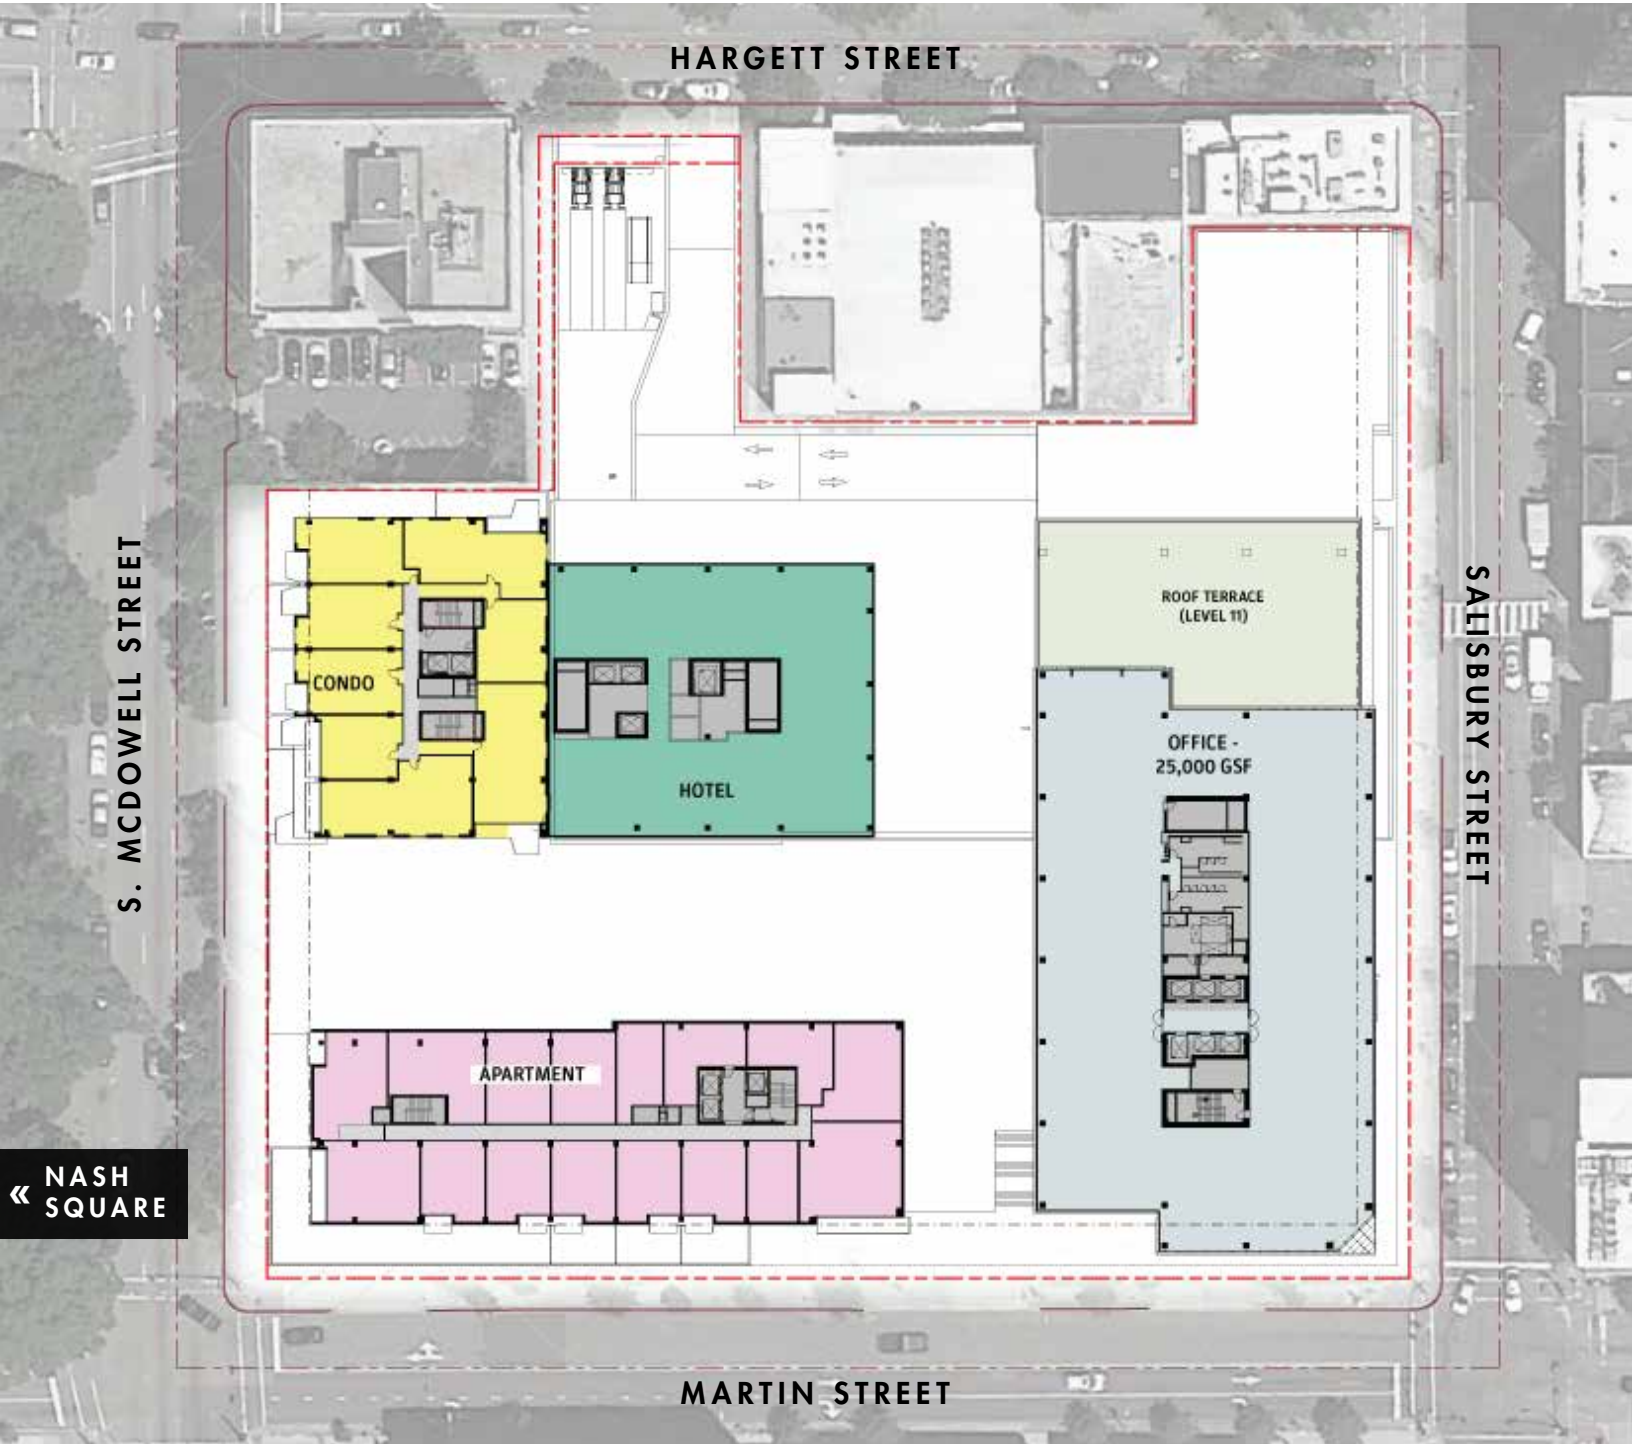 HARGETT STREET
S. MCDOWELL STREET
SALISBURY STREET
ROOF TERRACE
(LEVEL 11)
CONDO
OFFICE -
25,000 GSF
HOTEL
APARTMENT
« NASH
SQUARE
MARTIN STREET